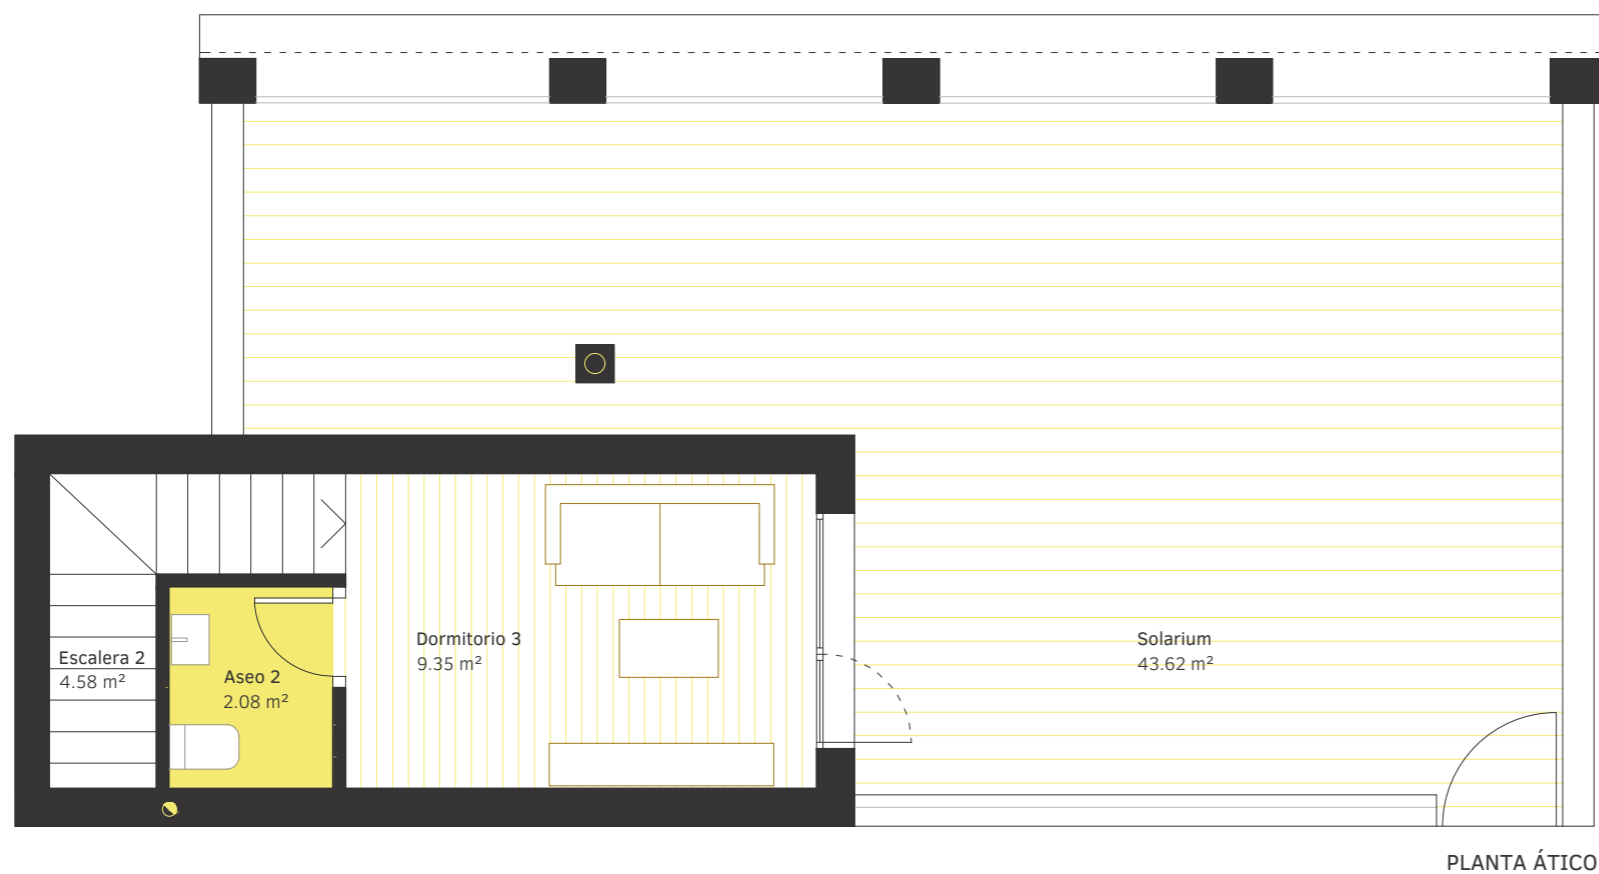 Escalera 2
4.58 m²
Aseo 2
2.08 m²
Dormitorio 3
9.35 m²
Solarium
43.62 m²
PLANTA ÁTICO